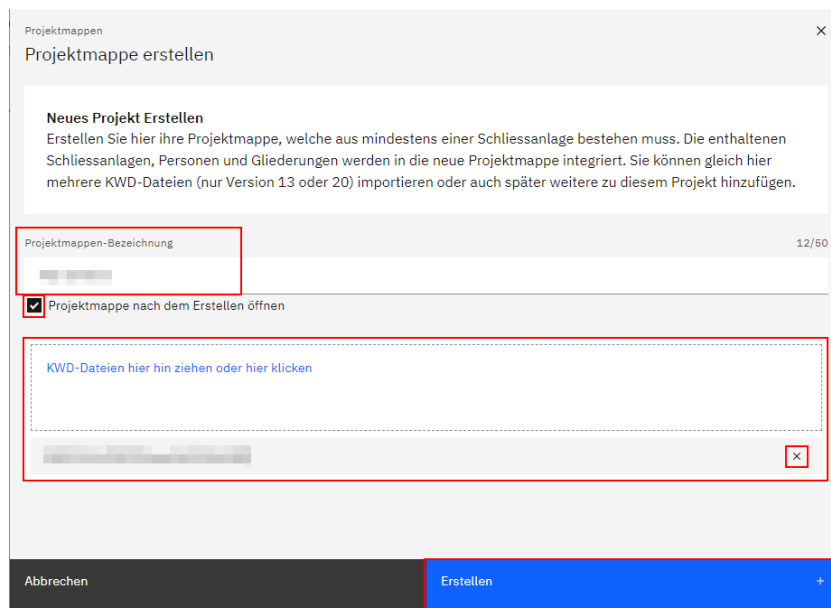 Projektmappen
Projektmappe erstellen
Neues Projekt Erstellen
Erstellen Sie hier ihre Projektmappe, welche aus mindestens einer Schliessanlage bestehen muss. Die enthaltenen
Schliessanlagen, Personen und Gliederungen werden in die neue Projektmappe integriert. Sie können gleich hier
mehrere KWD-Dateien (nur Version 13 oder 20) importieren oder auch später weitere zu diesem Projekt hinzufügen.
Projektmappen-Bezeichnung 12/50
Projektmappe nach dem Erstellen öffnen
KWD-Dateien hier hin ziehen oder hier klicken
Abbrechen Erstellen +